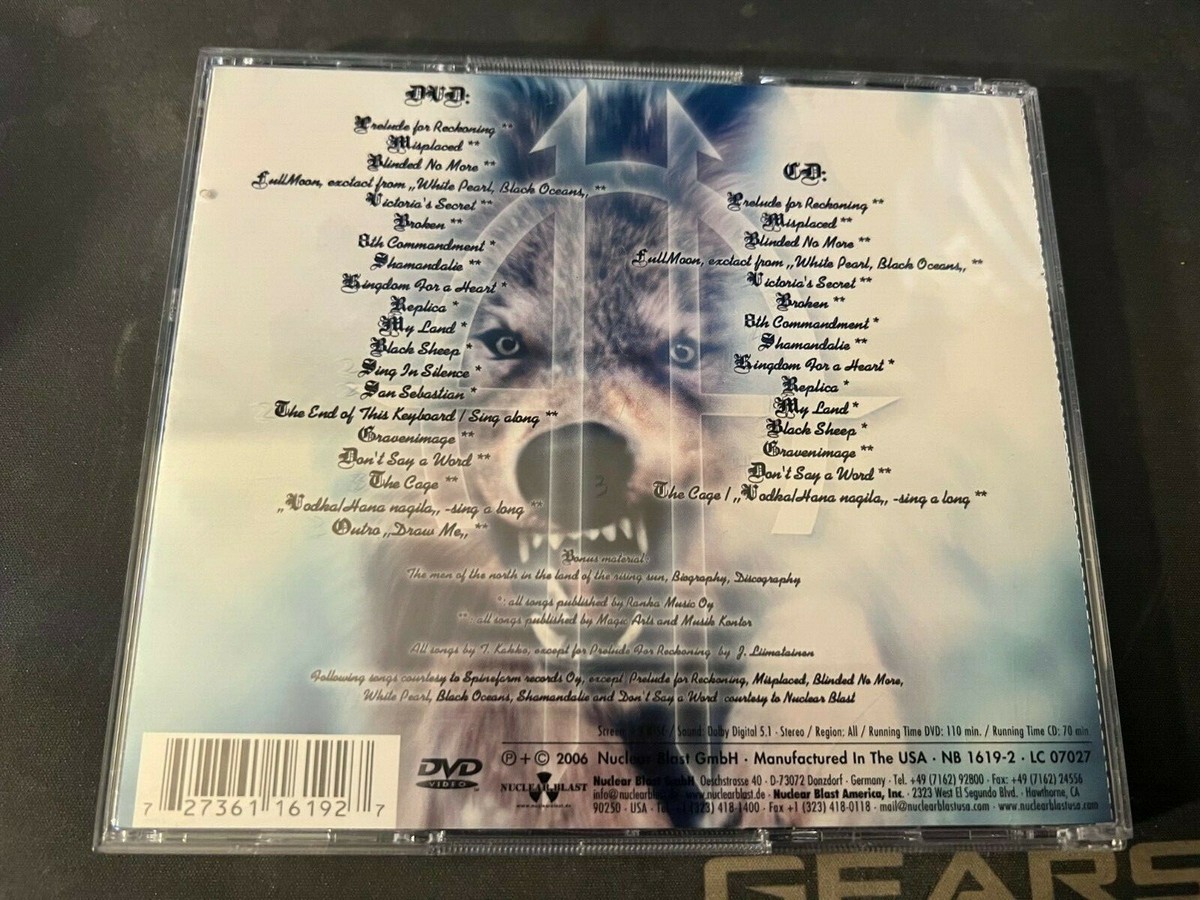 DVD:
Prelude for Reckoning **
Misplaced **
Blinded No More **
FullMoon, exctact from „White Pearl, Black Oceans„ **
Victoria's Secret **
Broken **
8th Commandment *
Shamandalie **
Kingdom For a Heart *
Replica *
My Land *
Black Sheep *
Sing In Silence *
San Sebastian *
The End of This Keyboard / Sing along **
Gravenimage **
Don't Say a Word **
The Cage **
„Vodka/Hana nagila„ -sing a long **
Outro „Draw Me„ **
CD:
Prelude for Reckoning **
Misplaced **
Blinded No More **
FullMoon, exctact from „White Pearl, Black Oceans„ **
Victoria's Secret **
Broken **
8th Commandment *
Shamandalie **
Kingdom For a Heart *
Replica *
My Land *
Black Sheep *
Gravenimage **
Don't Say a Word **
The Cage / „Vodka/Hana nagila„ -sing a long **
Bonus material:
The men of the north in the land of the rising sun, Biography, Discography
*: all songs published by Ranka Music Oy
**: all songs published by Magic Arts and Musik Kontor
All songs by T. Kakko, except for Prelude For Reckoning by J. Liimatainen
Following songs courtesy to Spinefarm records Oy, except Prelude for Reckoning, Misplaced, Blinded No More,
White Pearl, Black Oceans, Shamandalie and Don't Say a Word courtesy to Nuclear Blast
/ Sound: Dolby Digital 5.1 - Stereo / Region: All / Running Time DVD: 110 min. / Running Time CD: 70 min
℗ + © 2006 Nuclear Blast GmbH · Manufactured In The USA · NB 1619-2 · LC 07027
Nuclear Blast GmbH, Oeschstrasse 40 · D-73072 Donzdorf · Germany · Tel. +49 (7162) 92800 · Fax: +49 (7162) 24556
info@nuclearblast.de · www.nuclearblast.de · Nuclear Blast America, Inc. · 2323 West El Segundo Blvd. · Hawthorne, CA
90250 · USA · Tel. +1 (323) 418-1400 · Fax +1 (323) 418-0118 · mail@nuclearblastusa.com · www.nuclearblastusa.com
DVD
VIDEO
NUCLEAR BLAST
www.nuclearblast.de
7 27361 16192 7
GEARS